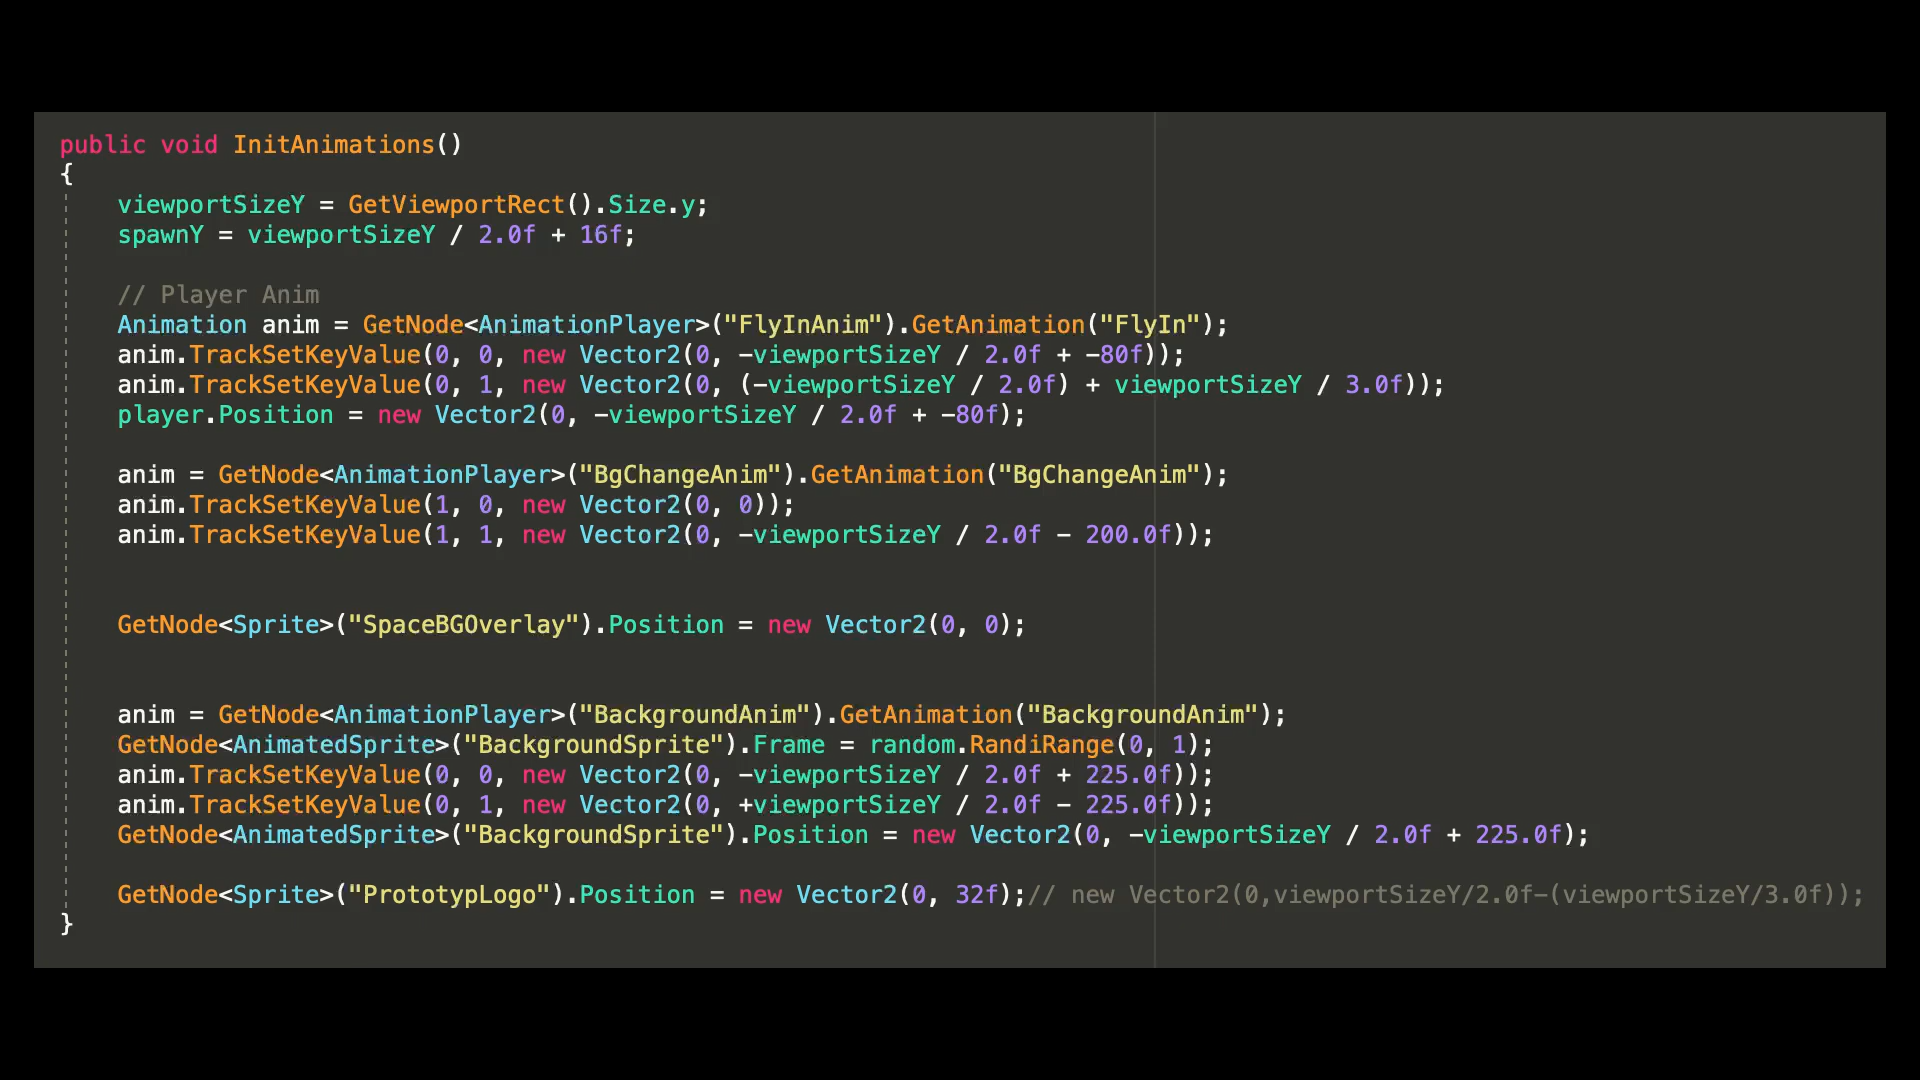 public void InitAnimations()
{
    viewportSizeY = GetViewportRect().Size.y;
    spawnY = viewportSizeY / 2.0f + 16f;

    // Player Anim
    Animation anim = GetNode<AnimationPlayer>("FlyInAnim").GetAnimation("FlyIn");
    anim.TrackSetKeyValue(0, 0, new Vector2(0, -viewportSizeY / 2.0f + -80f));
    anim.TrackSetKeyValue(0, 1, new Vector2(0, (-viewportSizeY / 2.0f) + viewportSizeY / 3.0f));
    player.Position = new Vector2(0, -viewportSizeY / 2.0f + -80f);

    anim = GetNode<AnimationPlayer>("BgChangeAnim").GetAnimation("BgChangeAnim");
    anim.TrackSetKeyValue(1, 0, new Vector2(0, 0));
    anim.TrackSetKeyValue(1, 1, new Vector2(0, -viewportSizeY / 2.0f - 200.0f));


    GetNode<Sprite>("SpaceBGOverlay").Position = new Vector2(0, 0);


    anim = GetNode<AnimationPlayer>("BackgroundAnim").GetAnimation("BackgroundAnim");
    GetNode<AnimatedSprite>("BackgroundSprite").Frame = random.RandiRange(0, 1);
    anim.TrackSetKeyValue(0, 0, new Vector2(0, -viewportSizeY / 2.0f + 225.0f));
    anim.TrackSetKeyValue(0, 1, new Vector2(0, +viewportSizeY / 2.0f - 225.0f));
    GetNode<AnimatedSprite>("BackgroundSprite").Position = new Vector2(0, -viewportSizeY / 2.0f + 225.0f);

    GetNode<Sprite>("PrototypLogo").Position = new Vector2(0, 32f);// new Vector2(0,viewportSizeY/2.0f-(viewportSizeY/3.0f));
}